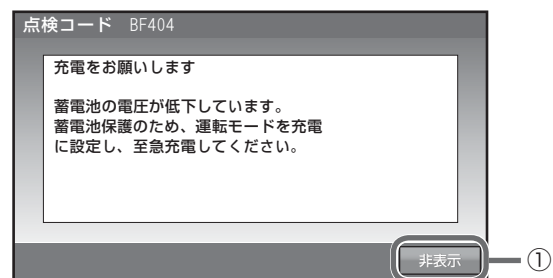 点検コード BF404
充電をお願いします
蓄電池の電圧が低下しています。
蓄電池保護のため、運転モードを充電
に設定し、至急充電してください。
非表示
①